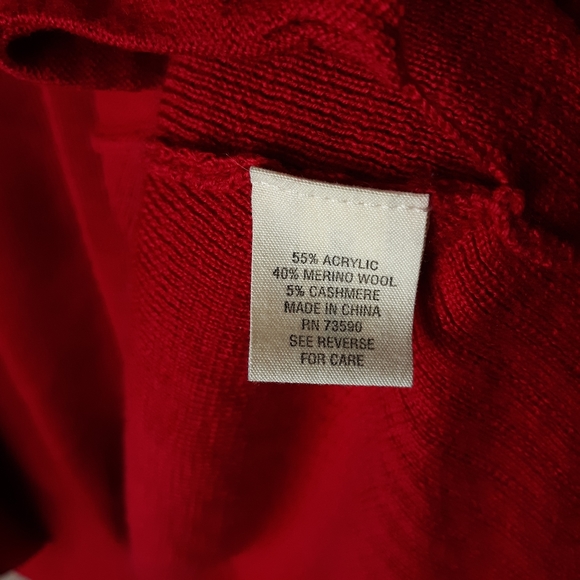 55% ACRYLIC
40% MERINO WOOL
5% CASHMERE
MADE IN CHINA
RN 73590
SEE REVERSE
FOR CARE